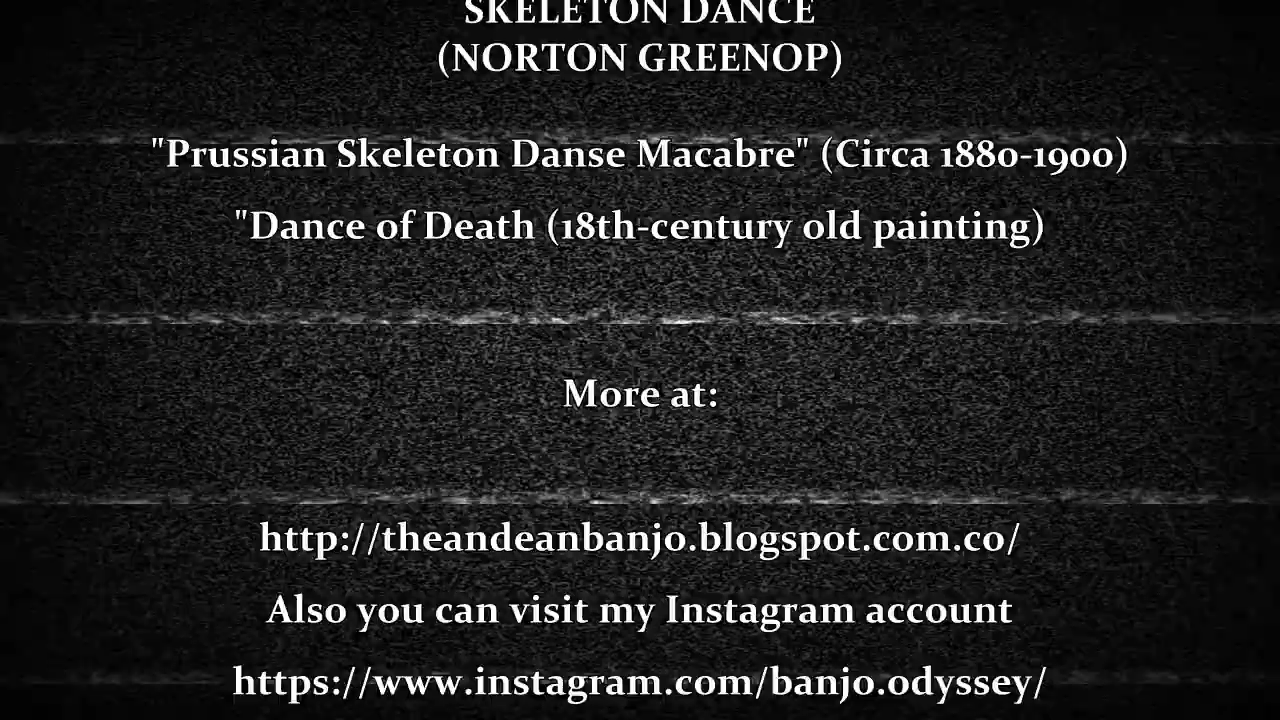 SKELETON DANCE
(NORTON GREENOP)
"Prussian Skeleton Danse Macabre" (Circa 1880-1900)
"Dance of Death (18th-century old painting)
More at:
http://theandeanbanjo.blogspot.com.co/
Also you can visit my Instagram account
https://www.instagram.com/banjo.odyssey/